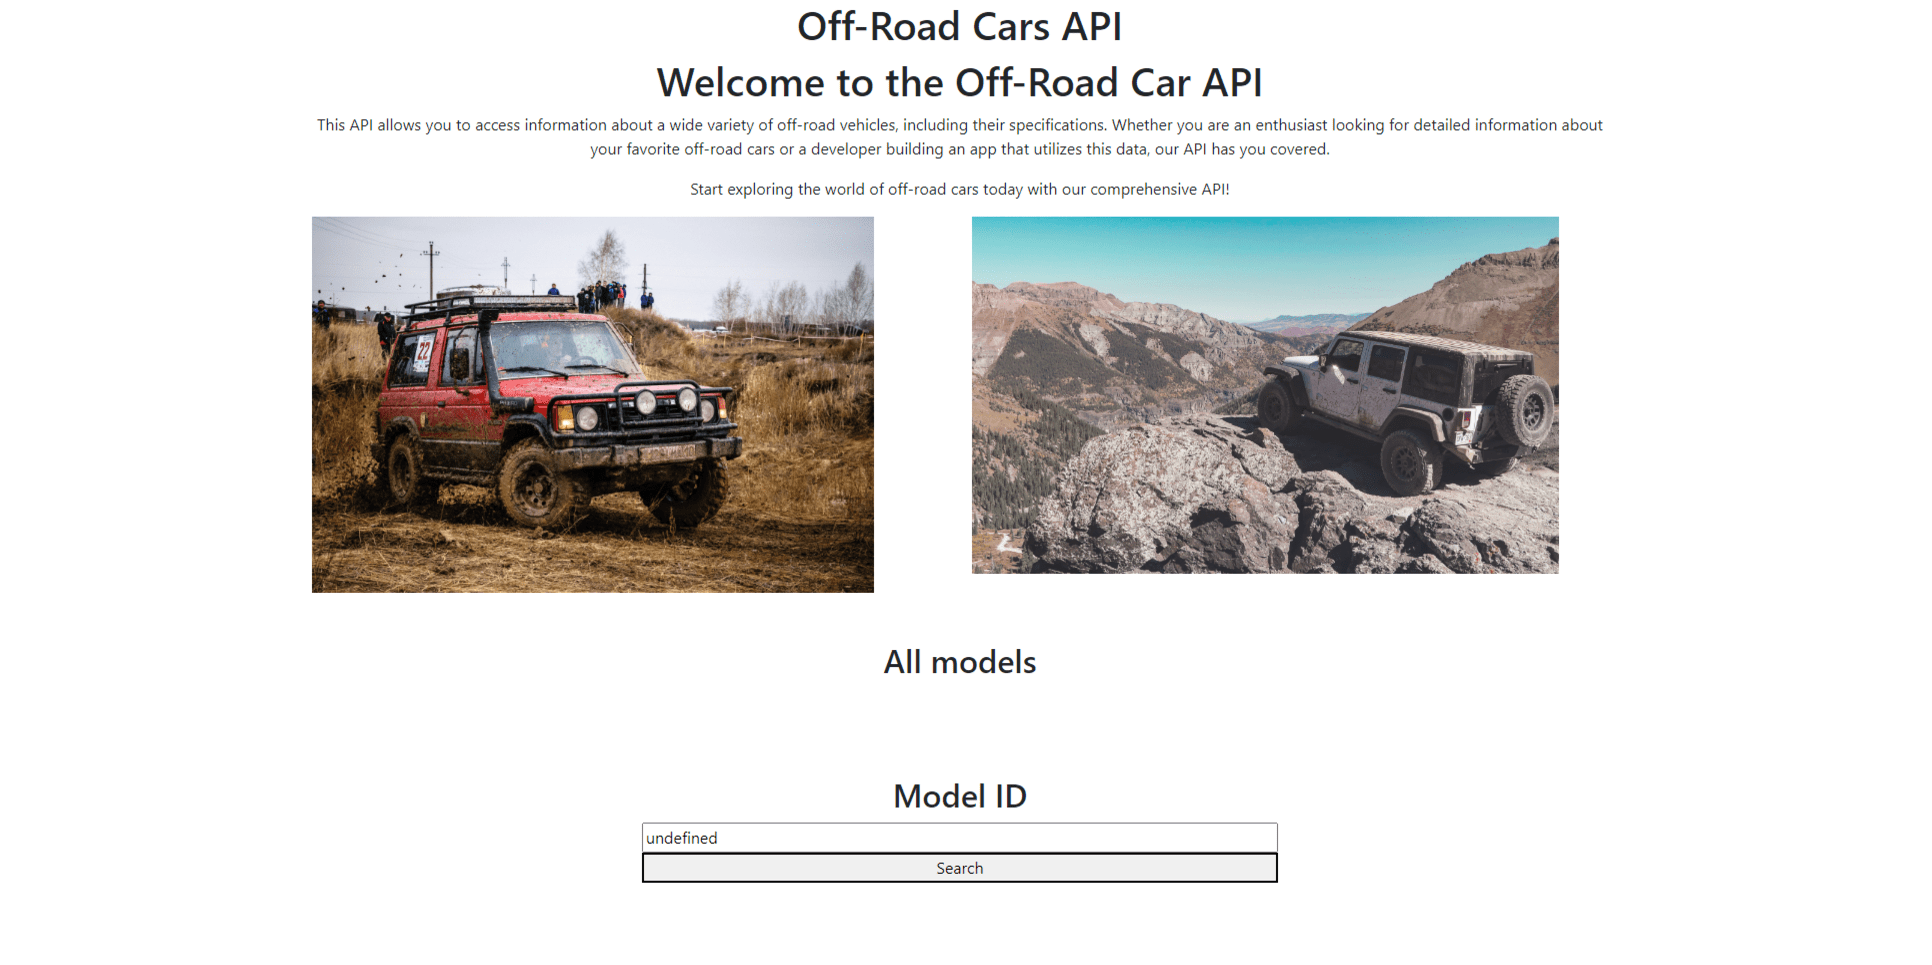 Off-Road Cars API
Welcome to the Off-Road Car API
This API allows you to access information about a wide variety of off-road vehicles, including their specifications. Whether you are an enthusiast looking for detailed information about
your favorite off-road cars or a developer building an app that utilizes this data, our API has you covered.
Start exploring the world of off-road cars today with our comprehensive API!
22
All models
Model ID
undefined
Search